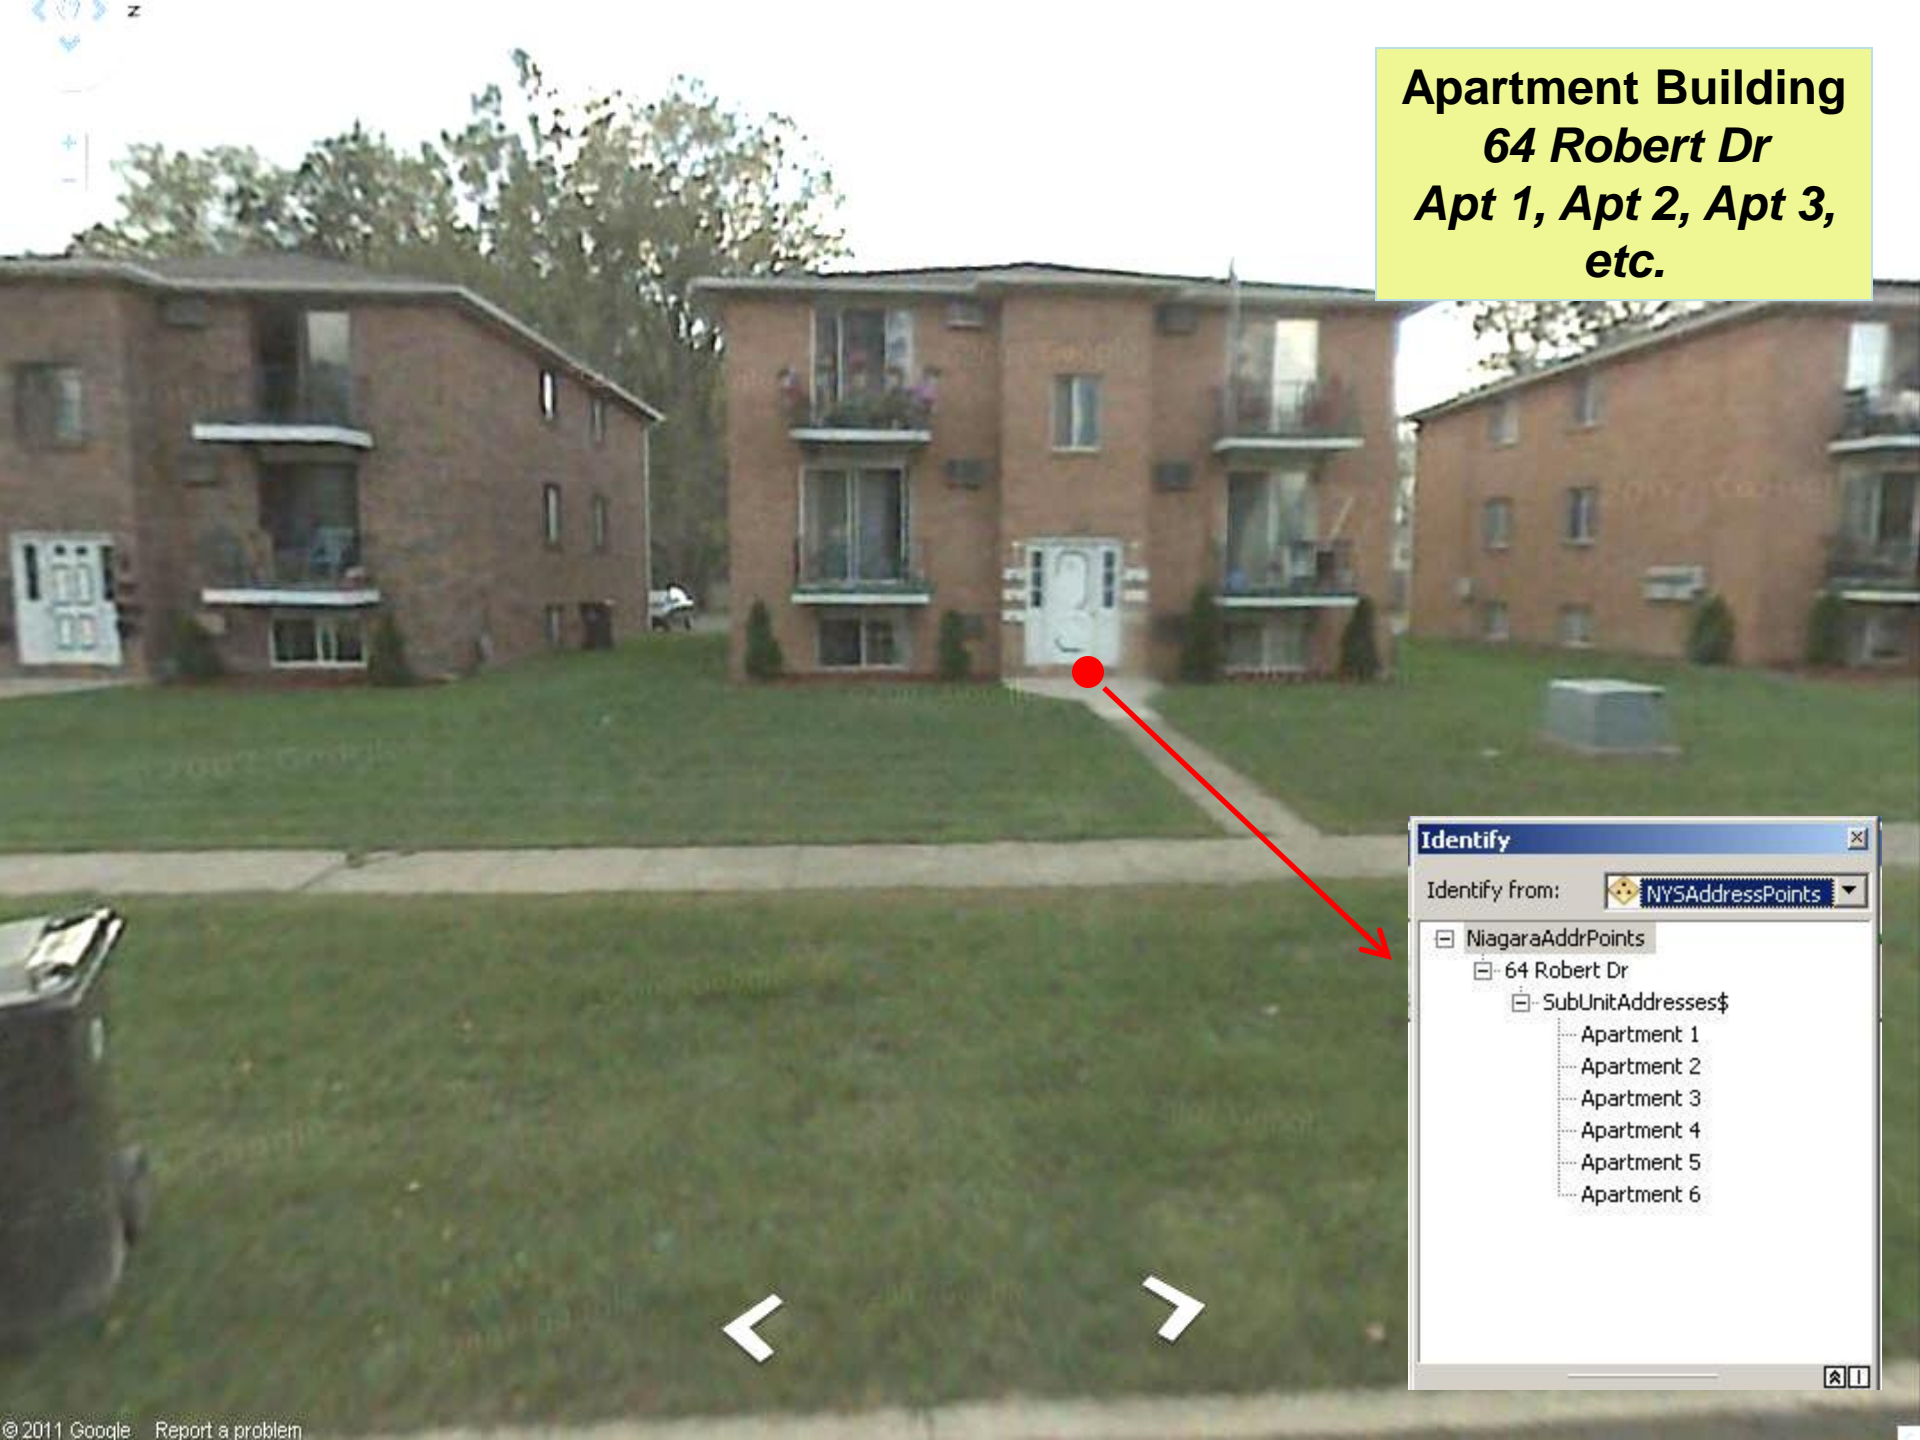 Z
Apartment Building
64 Robert Dr
Apt 1, Apt 2, Apt 3,
etc.
Identify
Identify from: NYSAddressPoints
NiagaraAddrPoints
64 Robert Dr
SubUnitAddresses$
Apartment 1
Apartment 2
Apartment 3
Apartment 4
Apartment 5
Apartment 6
© 2011 Google Report a problem